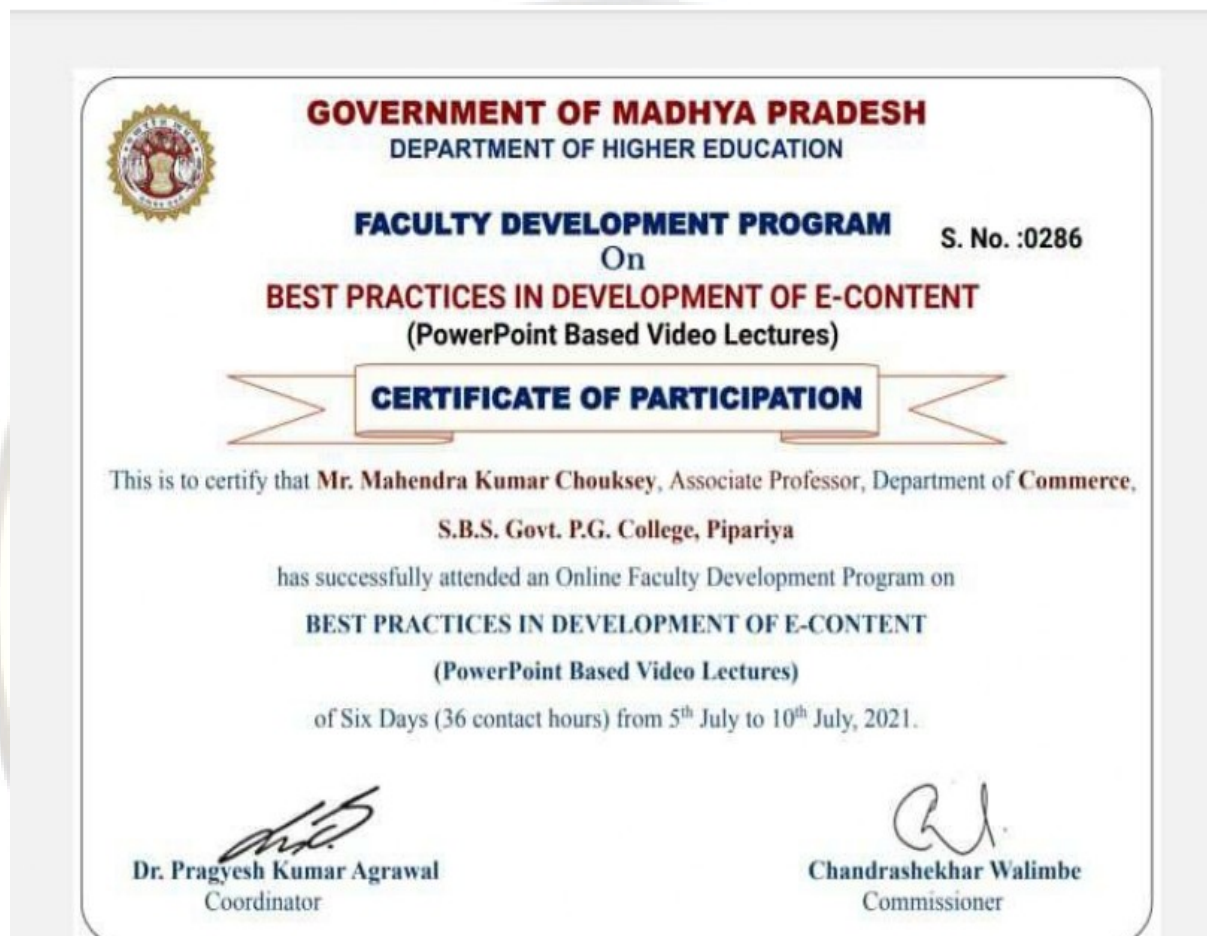 GOVERNMENT OF MADHYA PRADESH
DEPARTMENT OF HIGHER EDUCATION
FACULTY DEVELOPMENT PROGRAM
S. No. :0286
On
BEST PRACTICES IN DEVELOPMENT OF E-CONTENT
(PowerPoint Based Video Lectures)
CERTIFICATE OF PARTICIPATION
This is to certify that Mr. Mahendra Kumar Chouksey, Associate Professor, Department of Commerce,
S.B.S. Govt. P.G. College, Pipariya
has successfully attended an Online Faculty Development Program on
BEST PRACTICES IN DEVELOPMENT OF E-CONTENT
(PowerPoint Based Video Lectures)
of Six Days (36 contact hours) from 5th July to 10th July, 2021.
Dr. Pragyesh Kumar Agrawal
Coordinator
Chandrashekhar Walimbe
Commissioner